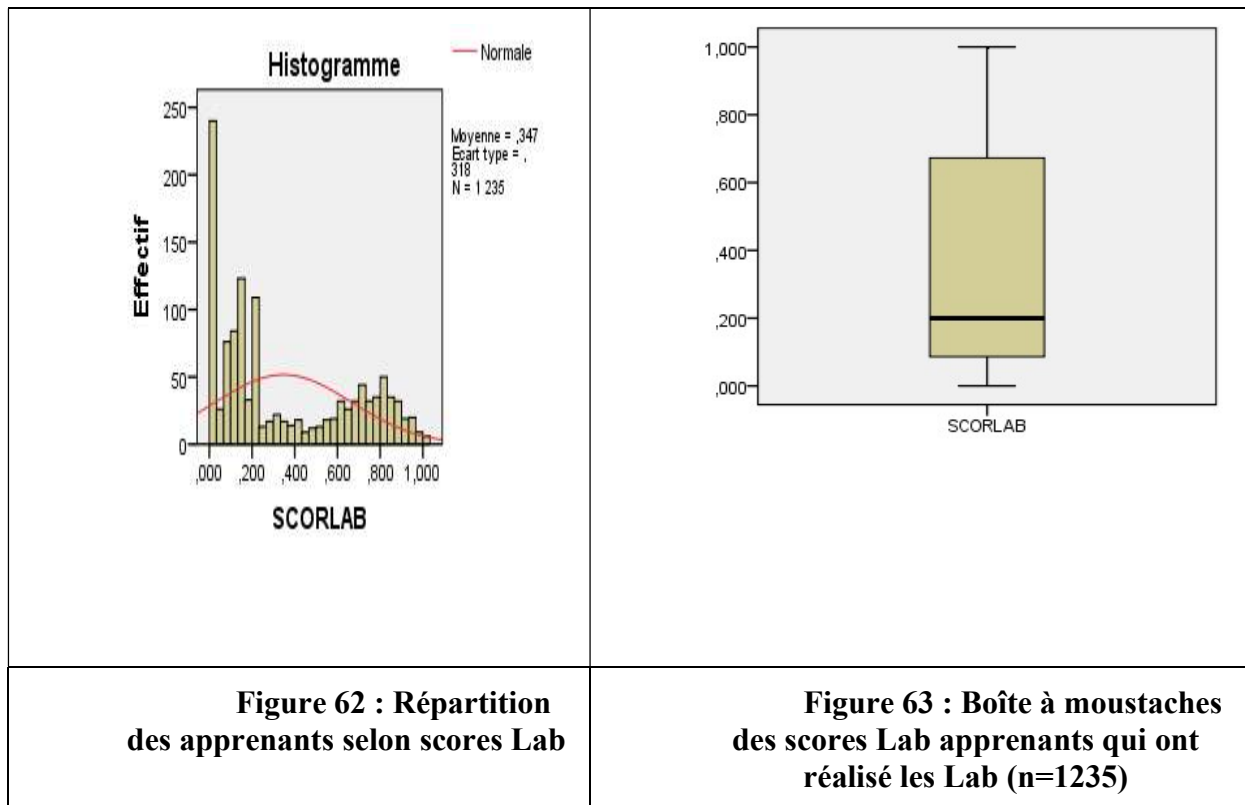 Histogramme
Normale
250
200
150
100
50
0
Effectif
,000 ,200 ,400 ,600 ,800 1,000
SCORLAB
Moyenne = ,347
Ecart type = ,
318
N = 1 235
1,000
,800
,600
,400
,200
,000
SCORLAB
Figure 62 : Répartition
des apprenants selon scores Lab
Figure 63 : Boîte à moustaches
des scores Lab apprenants qui ont
réalisé les Lab (n=1235)